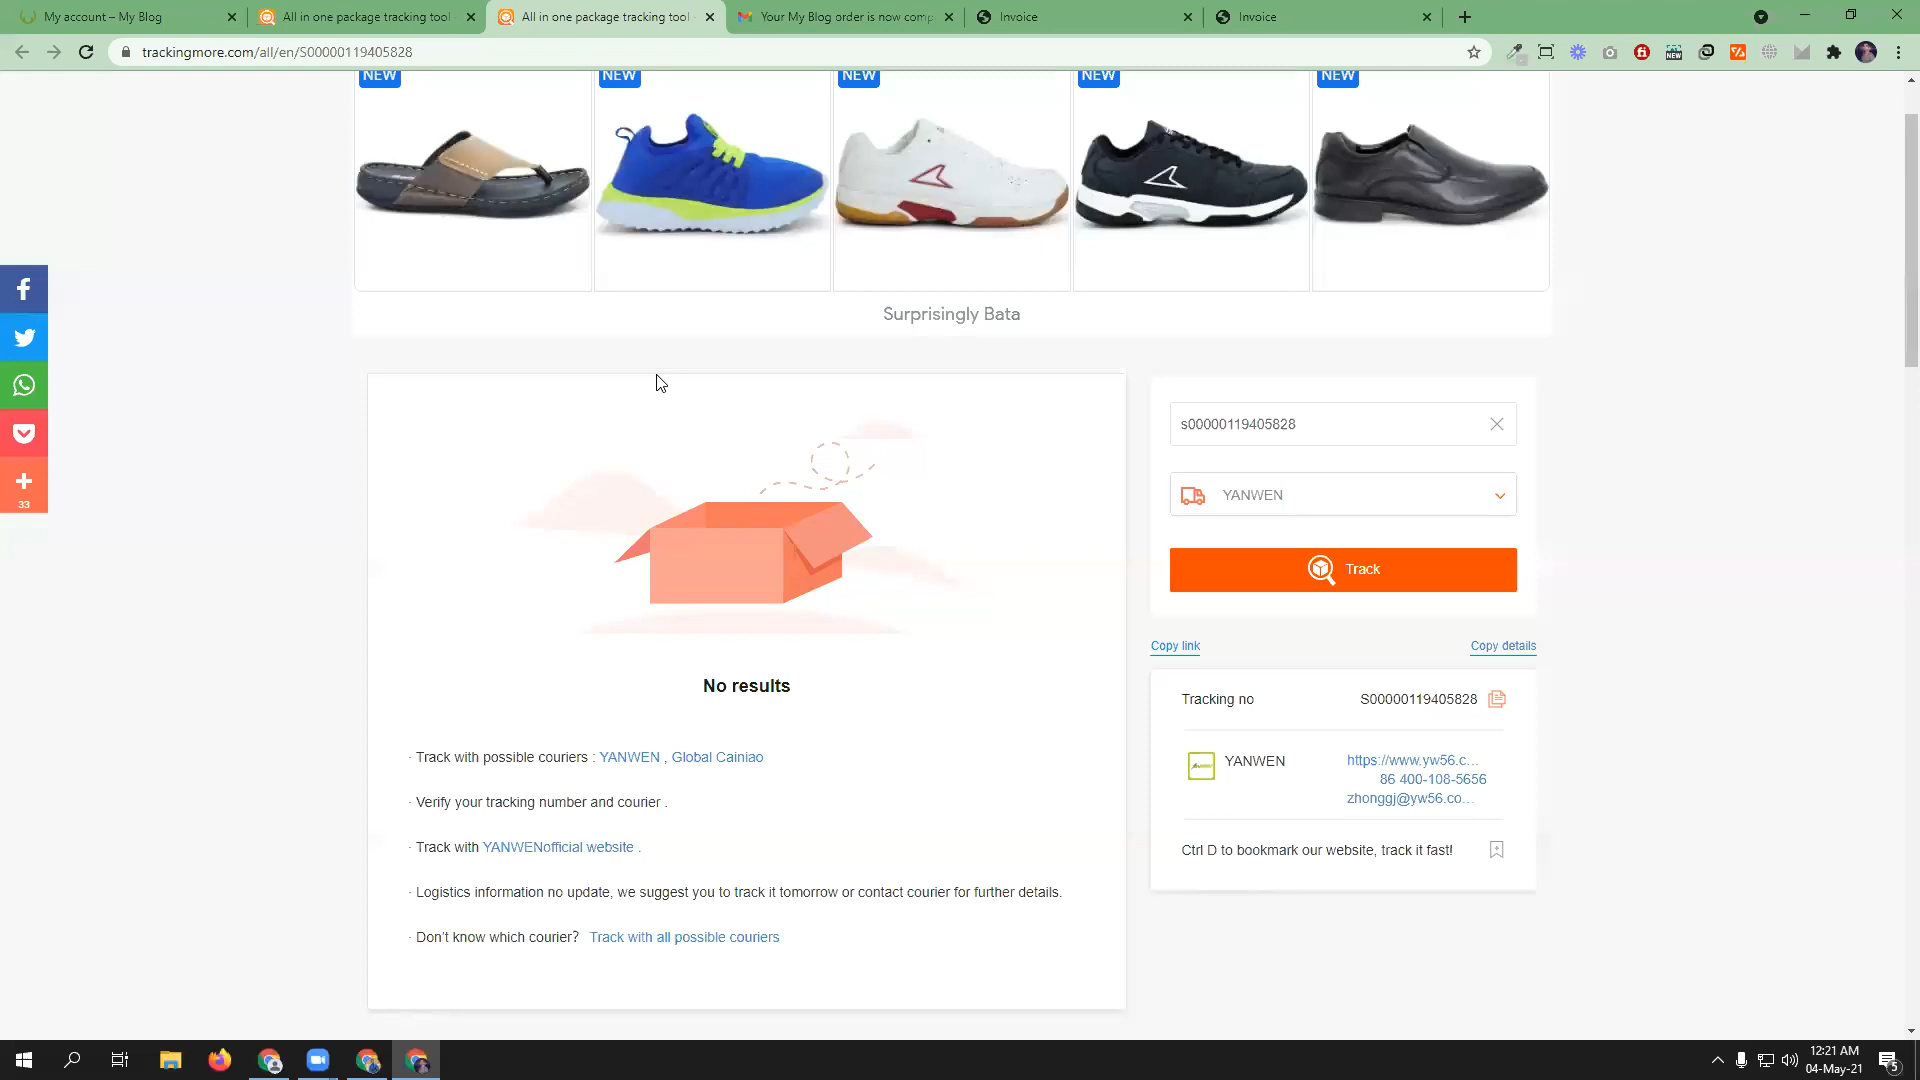 My account – My Blog
All in one package tracking tool
All in one package tracking tool
Your My Blog order is now comp
Invoice
Invoice
trackingmore.com/all/en/S00000119405828
NEW
NEW
NEW
NEW
NEW
Surprisingly Bata
33
s00000119405828
YANWEN
Track
Copy link
Copy details
No results
· Track with possible couriers : YANWEN , Global Cainiao
· Verify your tracking number and courier .
· Track with YANWENofficial website .
· Logistics information no update, we suggest you to track it tomorrow or contact courier for further details.
· Don't know which courier? Track with all possible couriers
Tracking no S00000119405828
YANWEN
https://www.yw56.c...
86 400-108-5656
zhonggj@yw56.co...
Ctrl D to bookmark our website, track it fast!
12:21 AM
04-May-21
5